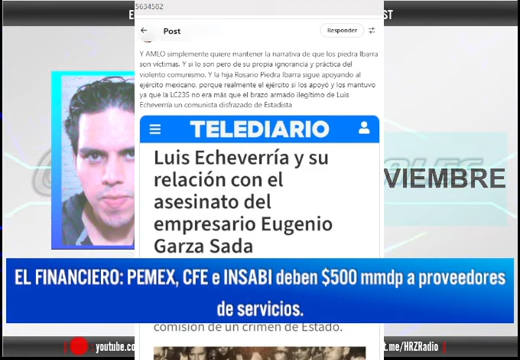 5634582
Post
Responder
Y AMLO simplemente quiere mantener la narrativa de que los piedra Ibarra
son víctimas. Y si lo son pero de su propia ignorancia y práctica del
violento comunismo. Y la hija Rosario Piedra Ibarra sigue apoyando al
ejército mexicano. porque realmente el ejército si los apoyó y los mantuvo
ya que la LC23S no era más que el brazo armado ilegítimo de Luis
Echeverría un comunista disfrazado de Estadista
TELEDIARIO
Luis Echeverría y su
relación con el
asesinato del
empresario Eugenio
Garza Sada
VIEMBRE
EL FINANCIERO: PEMEX, CFE e INSABI deben $500 mmdp a proveedores
de servicios.
comisión de un crimen de Estado.
youtube.co
t.me/HRZRadio